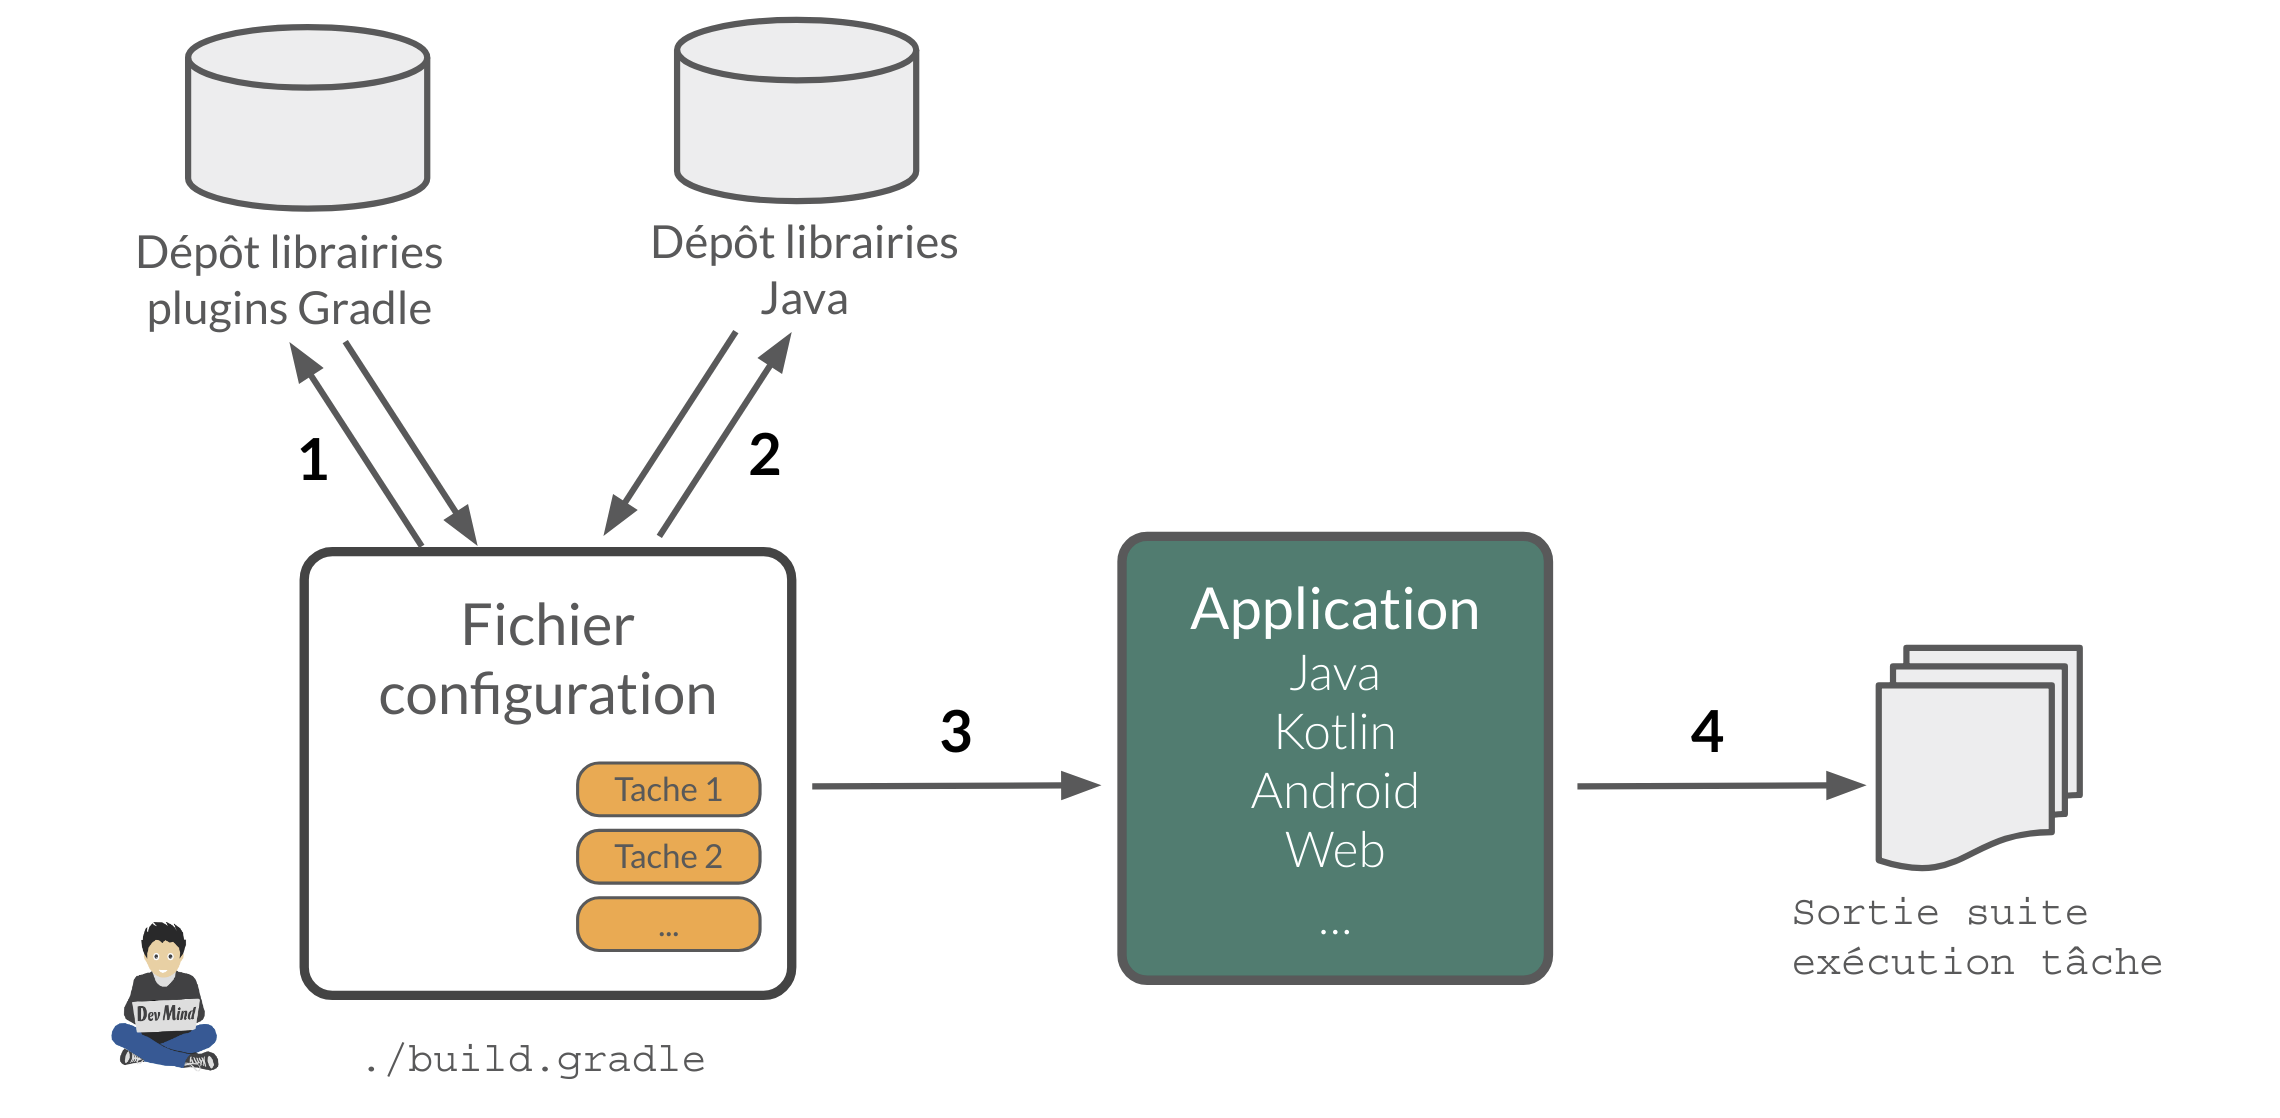 Dépôt librairies
plugins Gradle
Dépôt librairies
Java
1
2
Fichier
configuration
Tache 1
Tache 2
...
3
Application
Java
Kotlin
Android
Web
...
4
Sortie suite
exécution tâche
Dev Mind
./build.gradle